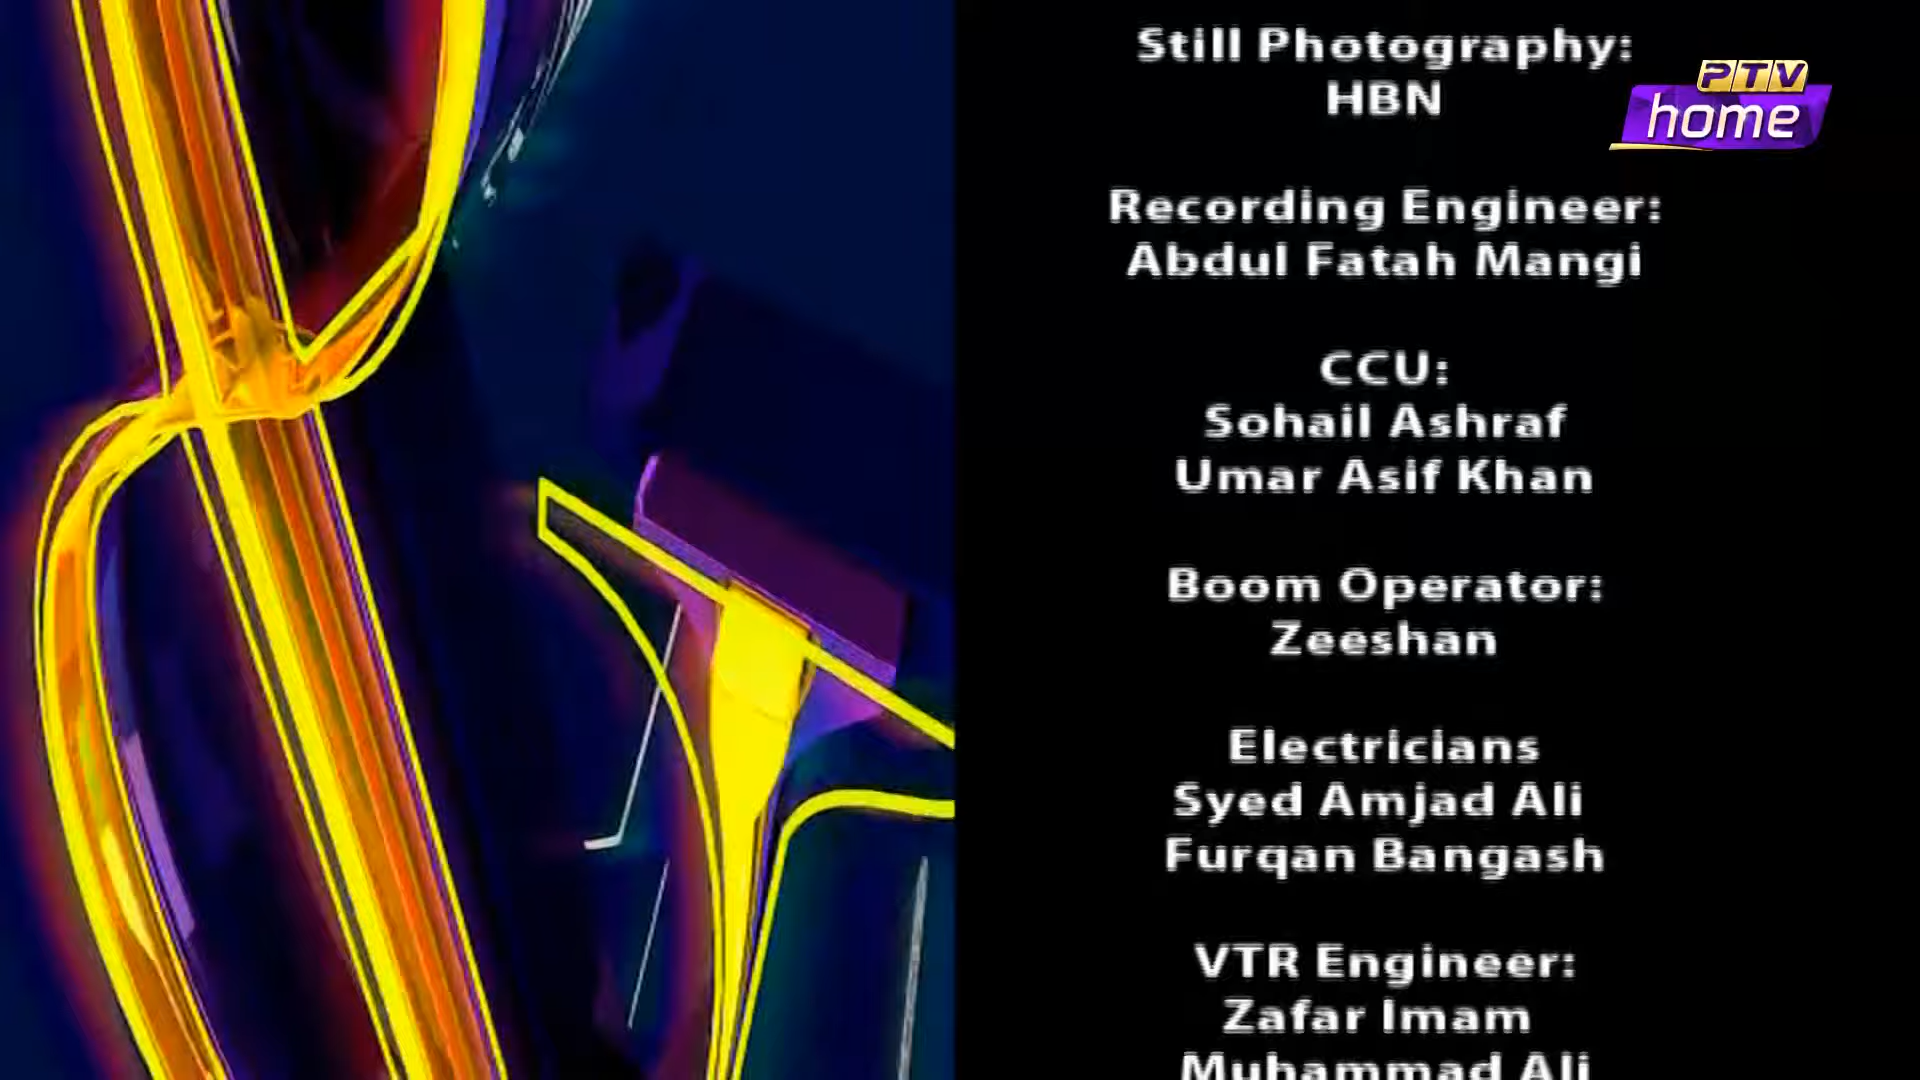 Still Photography:
HBN
PTV
home
Recording Engineer:
Abdul Fatah Mangi
CCU:
Sohail Ashraf
Umar Asif Khan
Boom Operator:
Zeeshan
Electricians
Syed Amjad Ali
Furqan Bangash
VTR Engineer:
Zafar Imam
Muhammad Ali